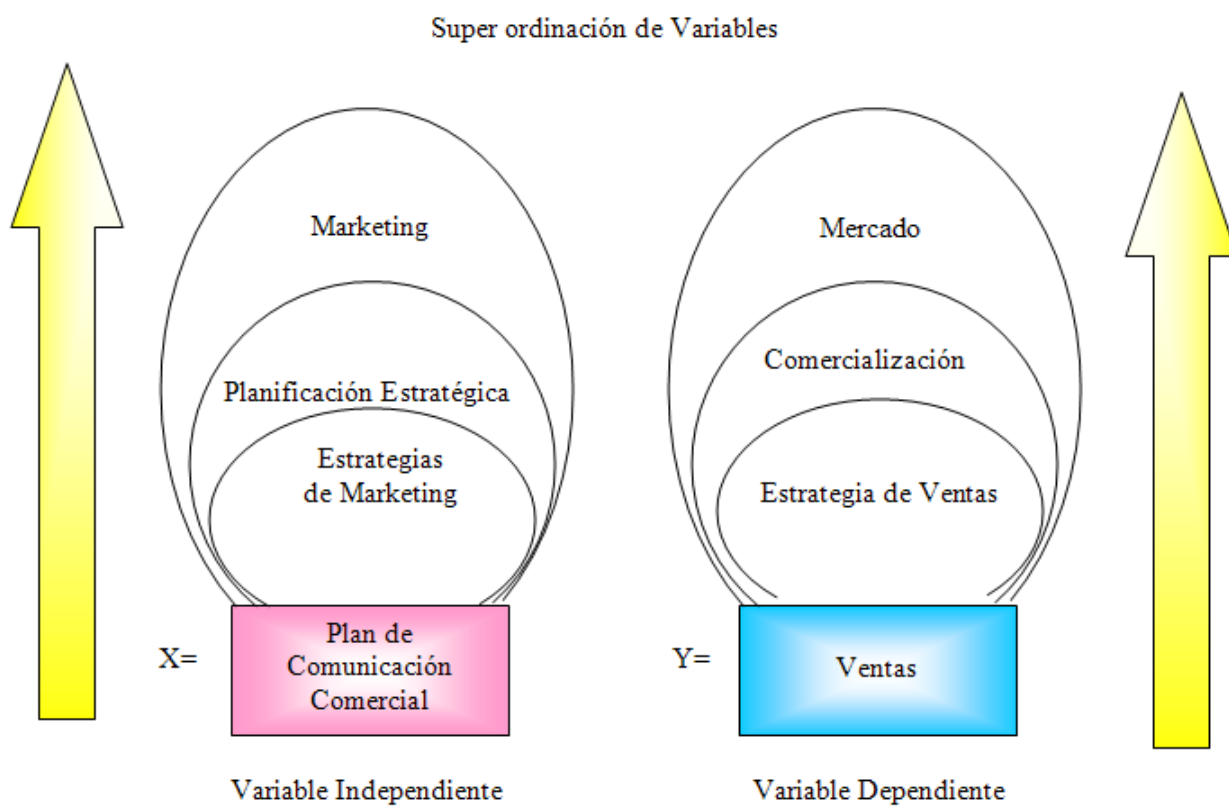 Super ordinación de Variables
Marketing
Planificación Estratégica
Estrategias
de Marketing
X=
Plan de
Comunicación
Comercial
Variable Independiente
Mercado
Comercialización
Estrategia de Ventas
Y=
Ventas
Variable Dependiente